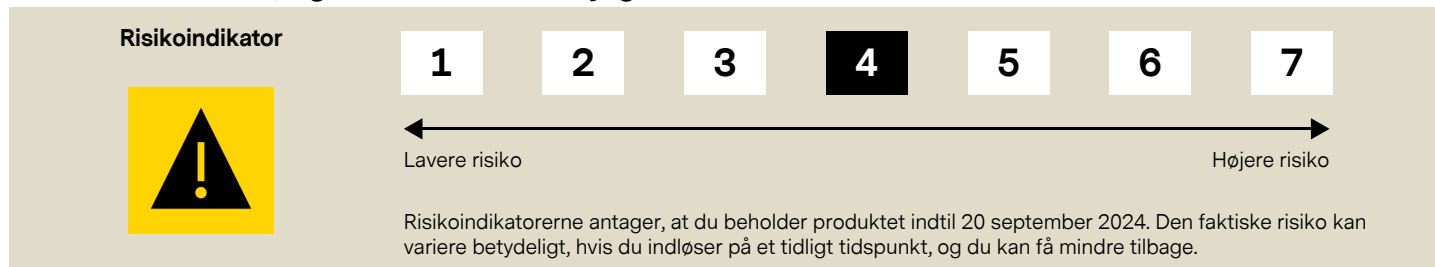 Risikoindikator
1 2 3 4 5 6 7
Lavere risiko Højere risiko
Risikoindikatorerne antager, at du beholder produktet indtil 20 september 2024. Den faktiske risiko kan
variere betydeligt, hvis du indløser på et tidligt tidspunkt, og du kan få mindre tilbage.